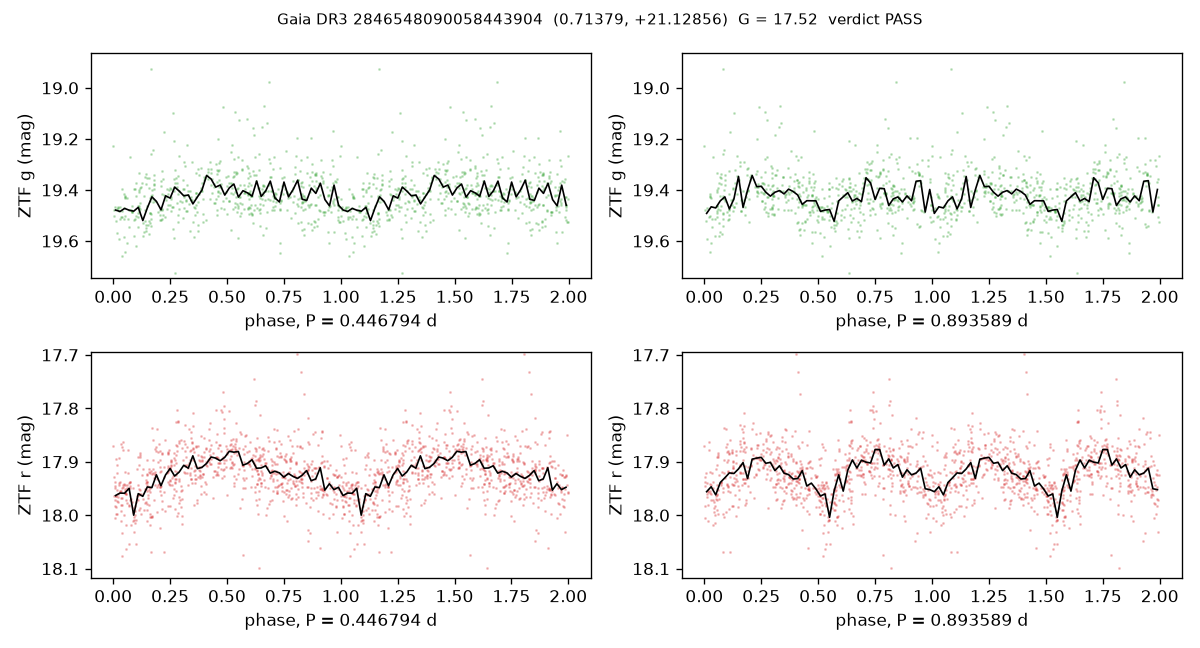 Gaia DR3 2846548090058443904 (0.71379, +21.12856) G = 17.52 verdict PASS
ZTF g (mag)
19.0
19.2
19.4
19.6
0.00 0.25 0.50 0.75 1.00 1.25 1.50 1.75 2.00
phase, P = 0.446794 d
ZTF g (mag)
19.0
19.2
19.4
19.6
0.00 0.25 0.50 0.75 1.00 1.25 1.50 1.75 2.00
phase, P = 0.893589 d
ZTF r (mag)
17.7
17.8
17.9
18.0
18.1
0.00 0.25 0.50 0.75 1.00 1.25 1.50 1.75 2.00
phase, P = 0.446794 d
ZTF r (mag)
17.7
17.8
17.9
18.0
18.1
0.00 0.25 0.50 0.75 1.00 1.25 1.50 1.75 2.00
phase, P = 0.893589 d